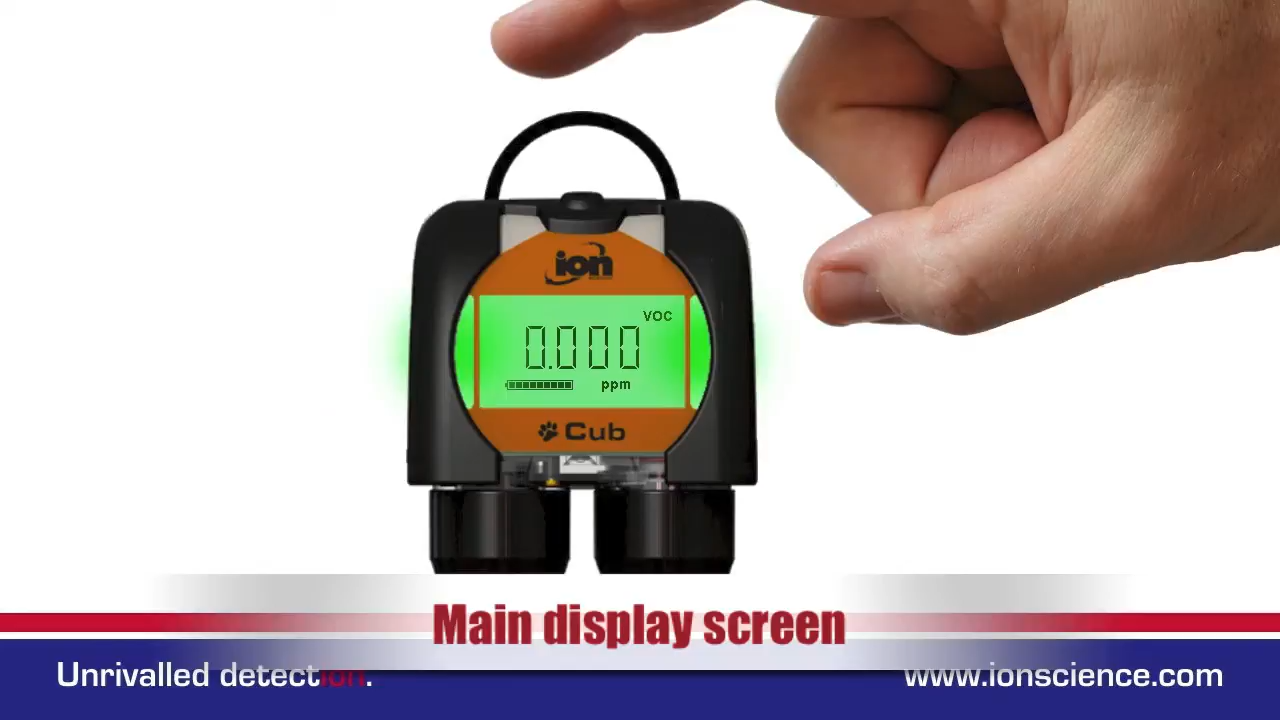 ion
VOC
0.000
ppm
Cub
Main display screen
Unrivalled detection.
www.ionscience.com